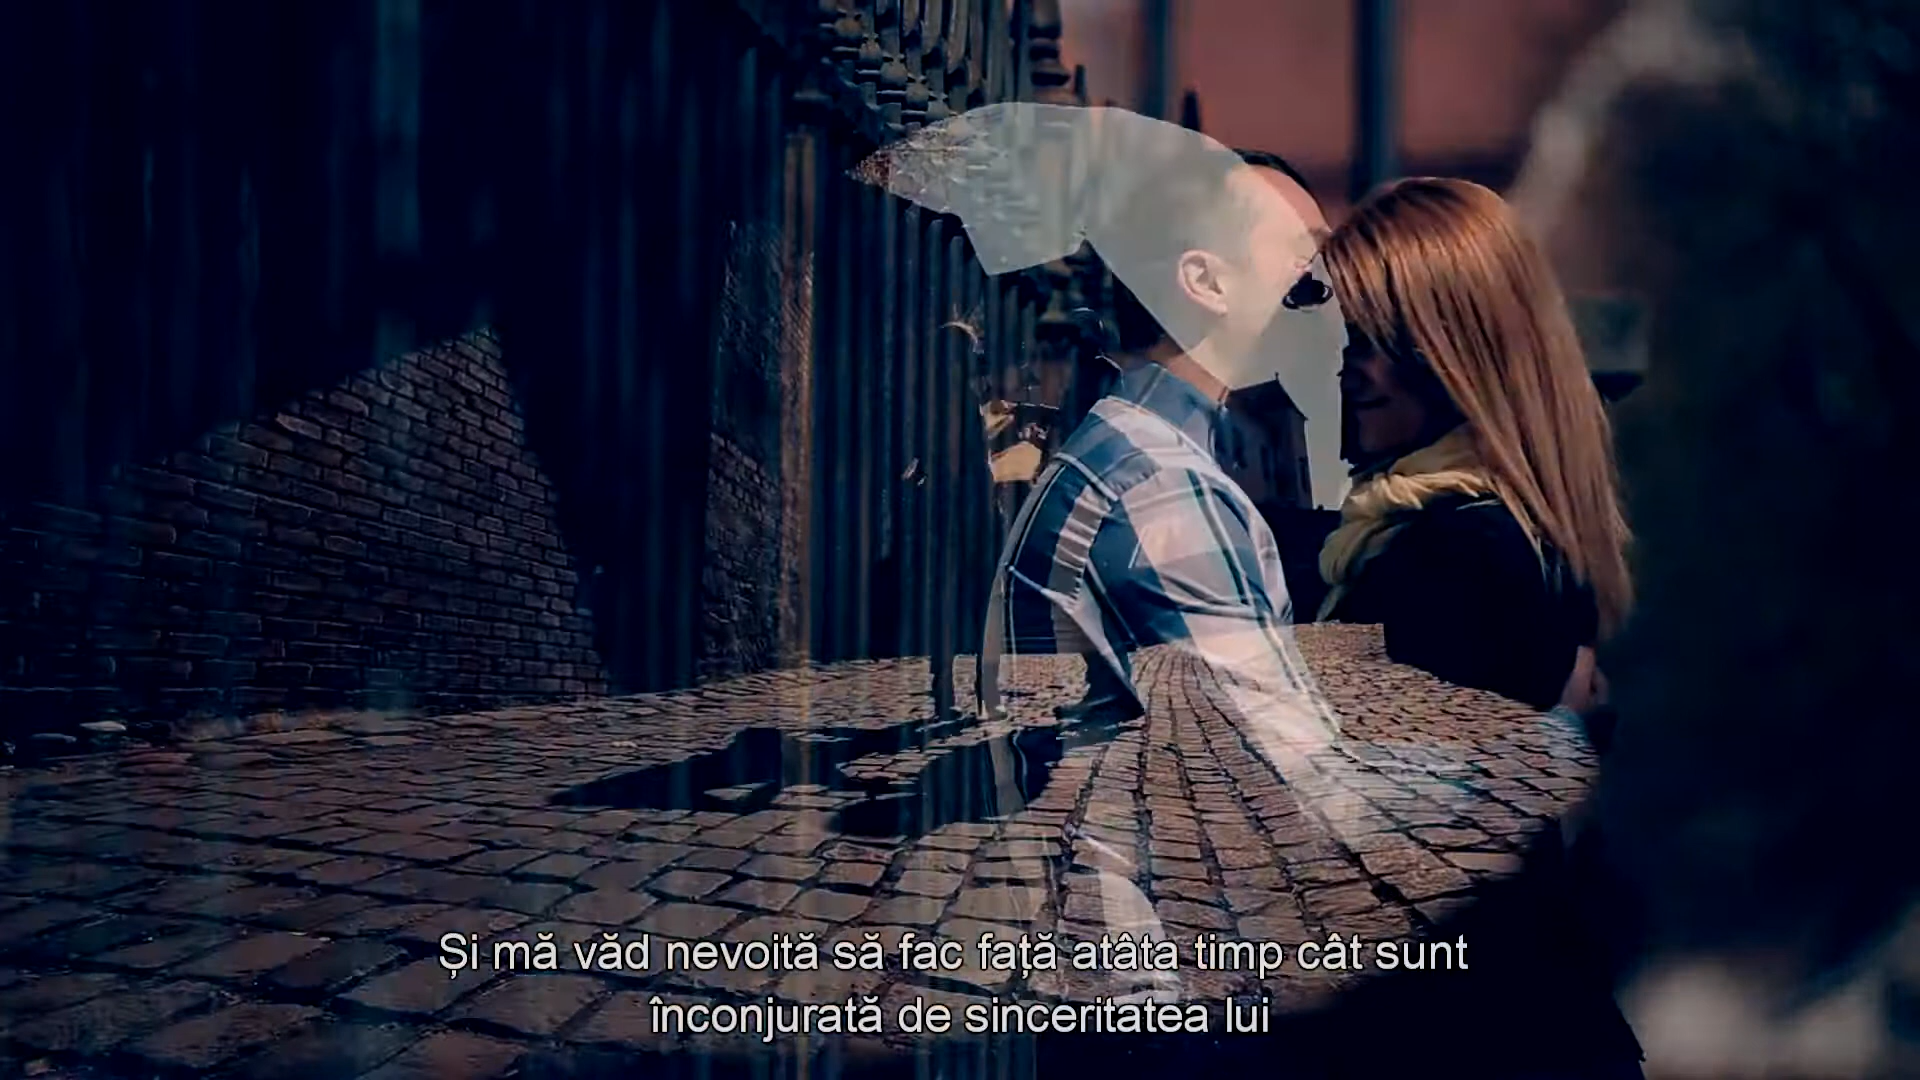 Și mă văd nevoită să fac față atâta timp cât sunt
înconjurată de sinceritatea lui